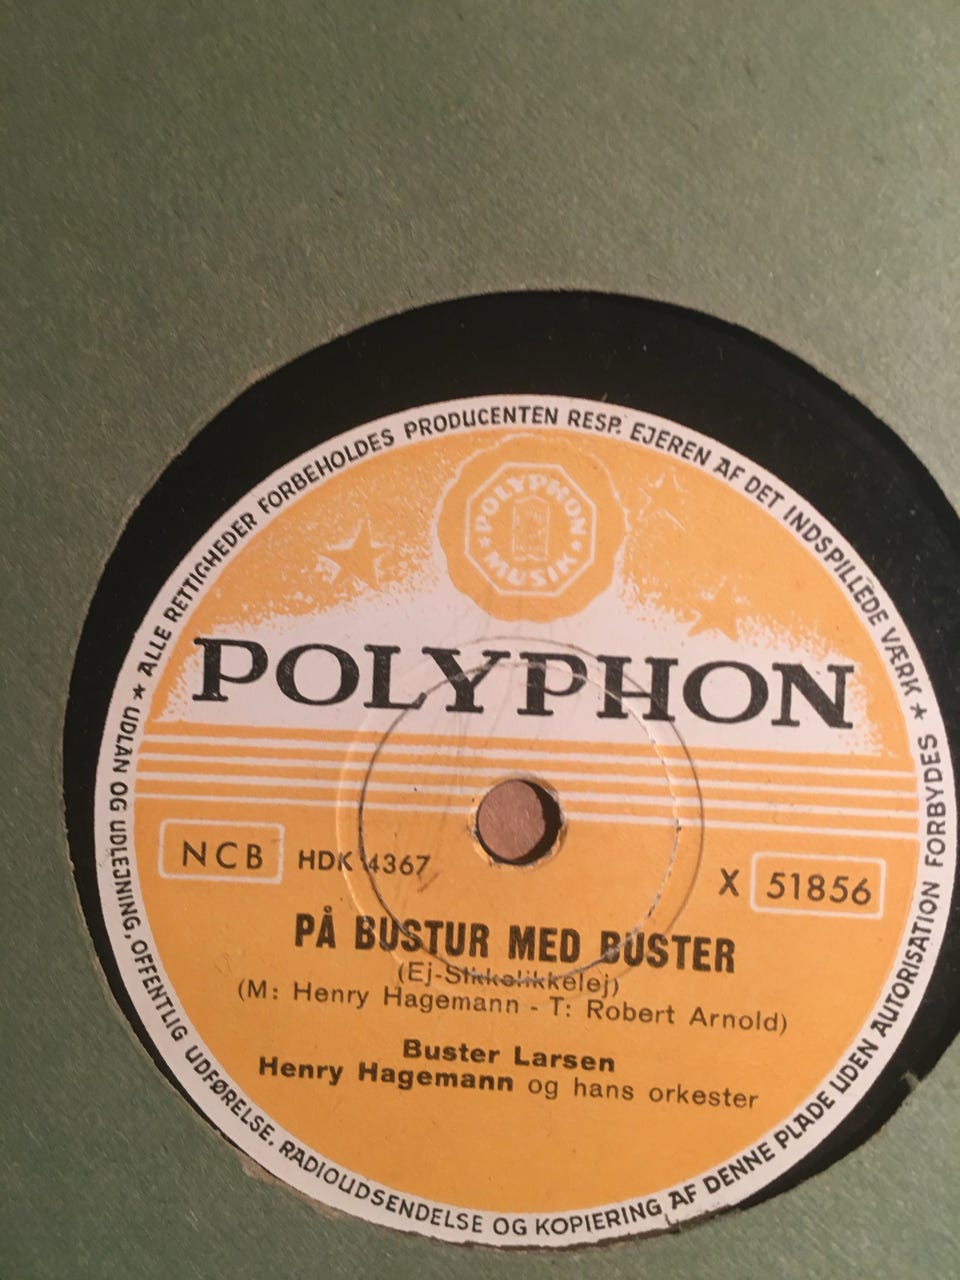 ★ ALLE RETTIGHEDER FORBEHOLDES PRODUCENTEN RESP. EJEREN AF DET INDSPILLEDE VÆRK ★
UDLAN OG UDLEJNING, OFFENTLIG UDFØRELSE, RADIOUDSENDELSE OG KOPIERING AF DENNE PLADE UDEN AUTORISATION FORBYDES
POLYPHON
MUSIK
POLYPHON
NCB HDK 4367
X 51856
PÅ BUSTUR MED BUSTER
(Ej-Slikkelikkelej)
(M: Henry Hagemann - T: Robert Arnold)
Buster Larsen
Henry Hagemann og hans orkester